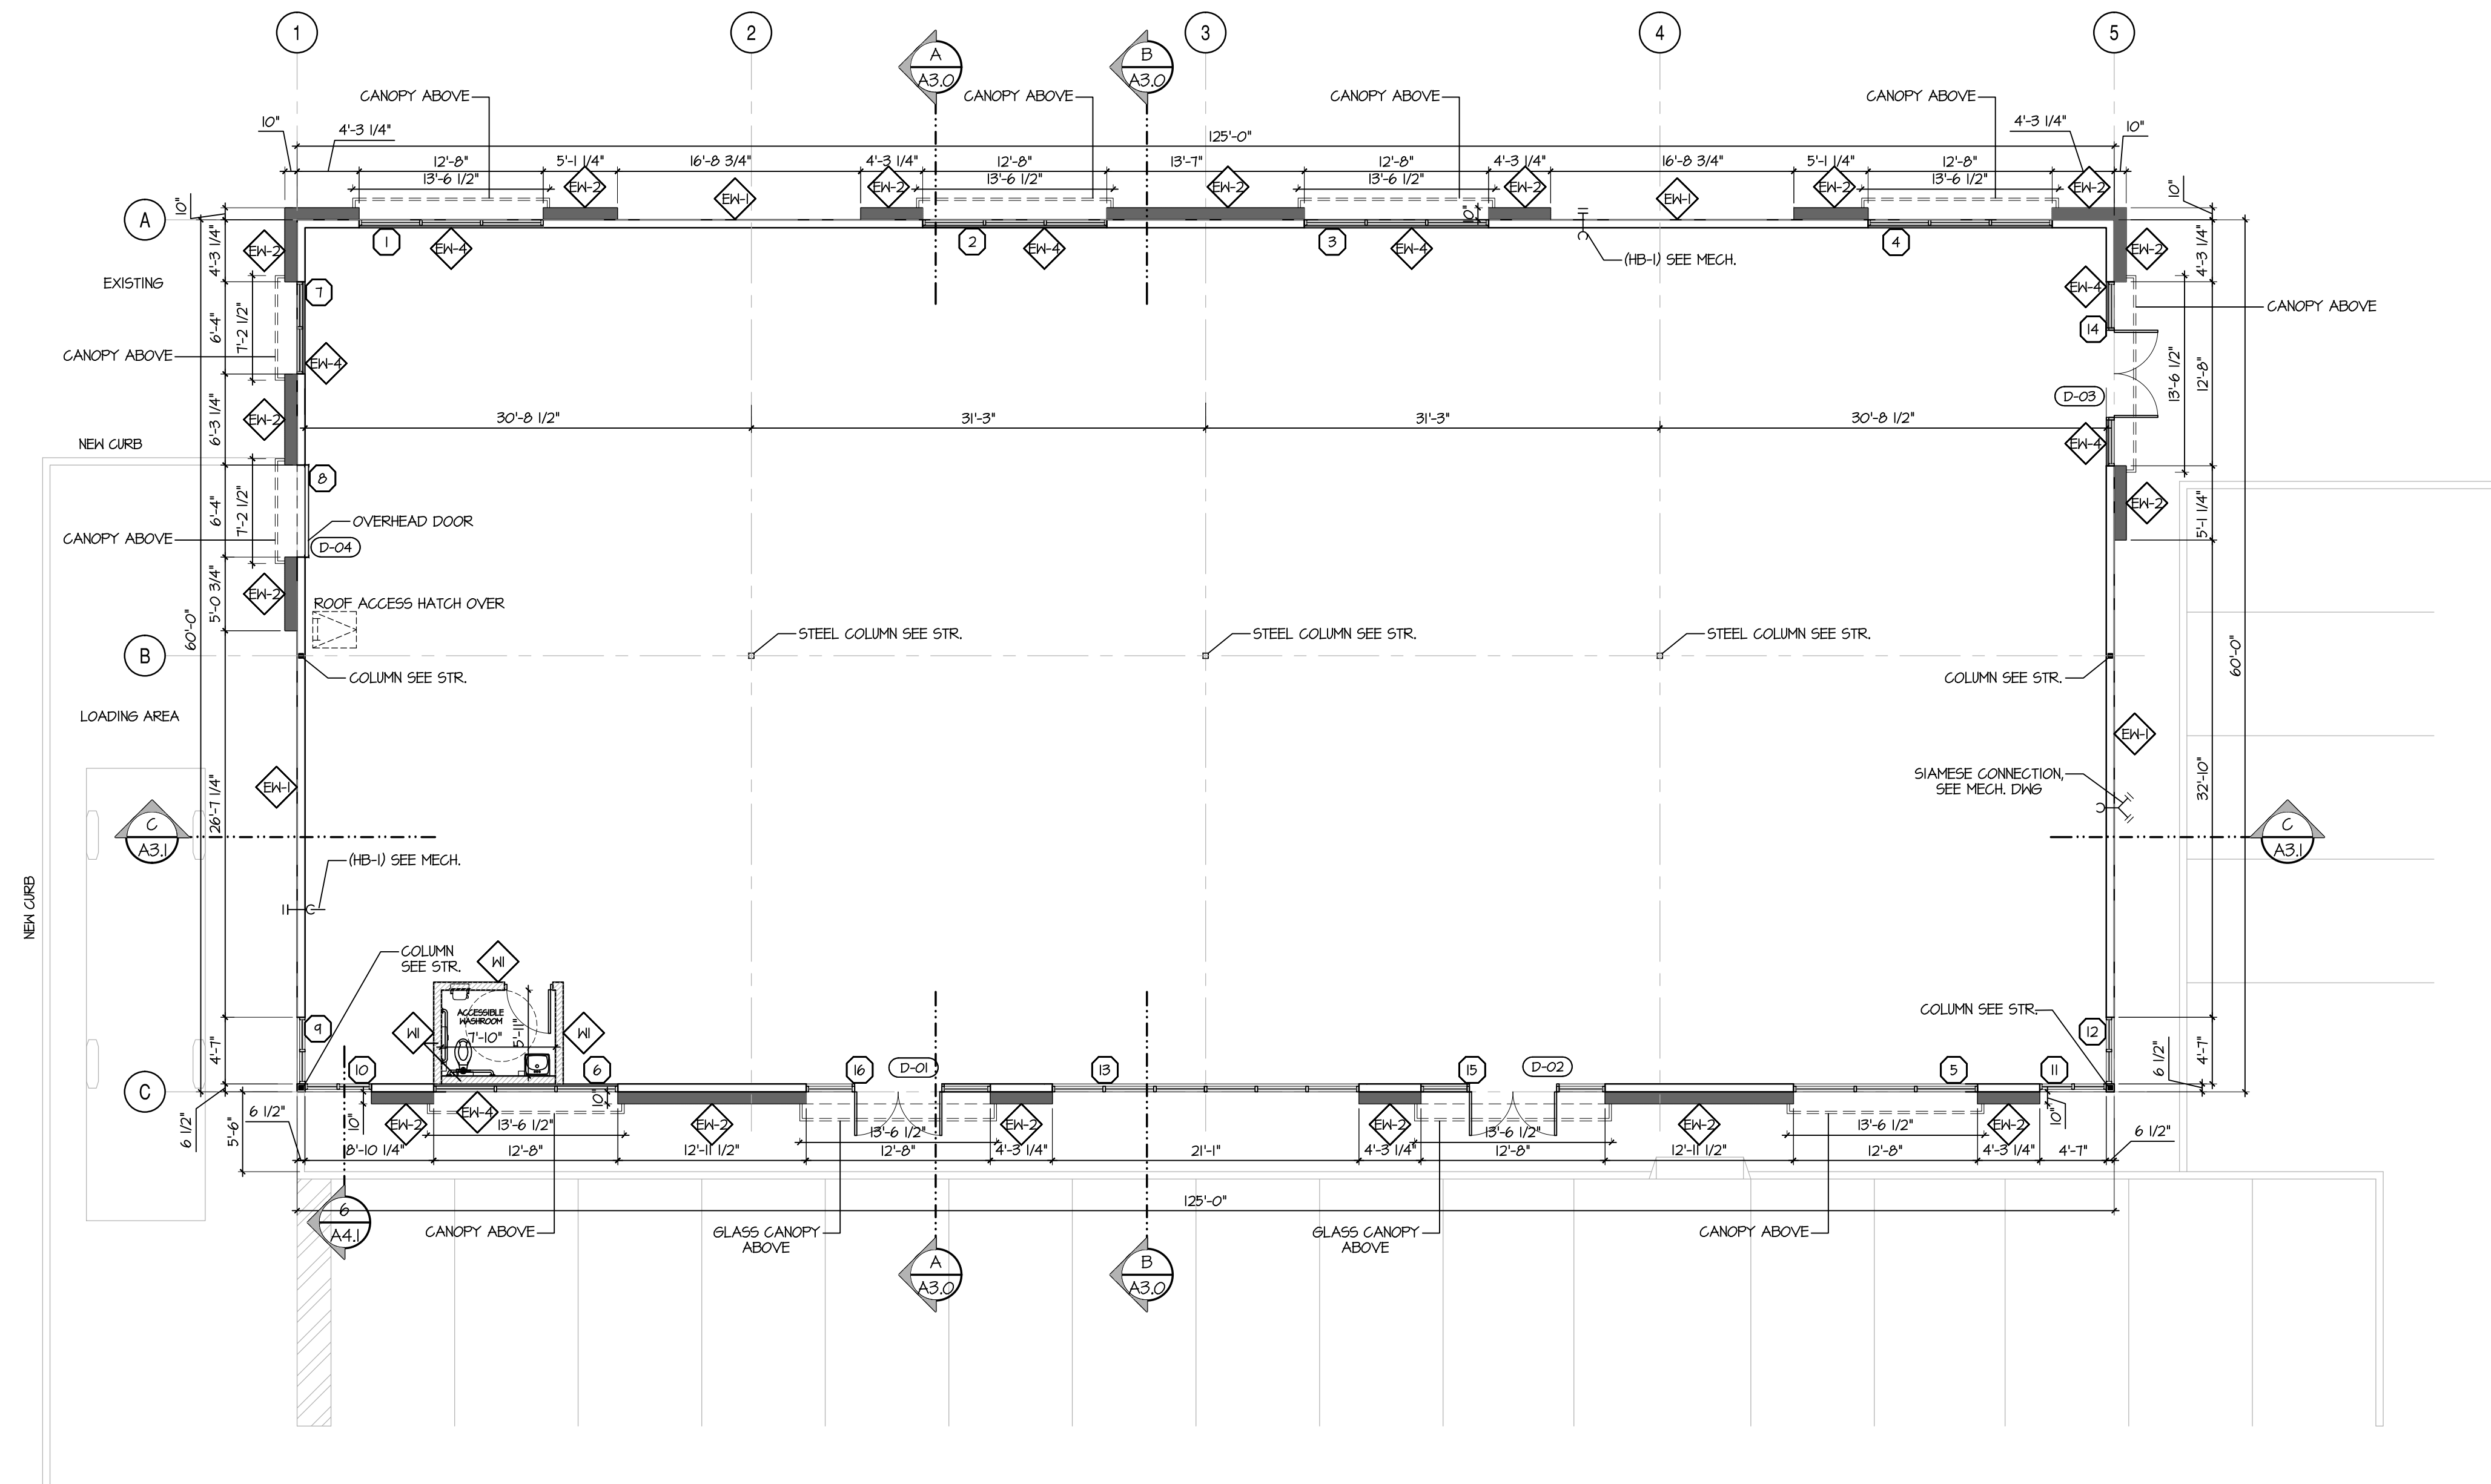 1
2
3
4
5
A
A3.0
B
A3.0
CANOPY ABOVE
CANOPY ABOVE
CANOPY ABOVE
CANOPY ABOVE
10"
4'-3 1/4"
125'-0"
4'-3 1/4"
10"
12'-8"
5'-1 1/4"
16'-8 3/4"
4'-3 1/4"
12'-8"
13'-7"
12'-8"
4'-3 1/4"
16'-8 3/4"
5'-1 1/4"
12'-8"
13'-6 1/2"
EW-2
EW-1
EW-2
13'-6 1/2"
EW-2
13'-6 1/2"
EW-2
EW-1
EW-2
13'-6 1/2"
EW-2
10"
10"
10"
A
1
EW-4
2
EW-4
3
EW-4
4
(HB-1) SEE MECH.
EW-2
EW-2
4'-3 1/4"
4'-3 1/4"
EXISTING
7
EW-4
14
CANOPY ABOVE
6'-4"
7'-2 1/2"
CANOPY ABOVE
EW-4
13'-6 1/2"
12'-8"
D-03
EW-2
6'-3 1/4"
30'-8 1/2"
31'-3"
31'-3"
30'-8 1/2"
EW-4
NEW CURB
8
EW-2
6'-4"
7'-2 1/2"
OVERHEAD DOOR
CANOPY ABOVE
D-04
5'-1 1/4"
EW-2
5'-0 3/4"
ROOF ACCESS HATCH OVER
60'-0"
60'-0"
STEEL COLUMN SEE STR.
STEEL COLUMN SEE STR.
STEEL COLUMN SEE STR.
B
COLUMN SEE STR.
COLUMN SEE STR.
LOADING AREA
EW-1
EW-1
26'-7 1/4"
SIAMESE CONNECTION,
SEE MECH. DWG
32'-10"
C
A3.1
C
A3.1
(HB-1) SEE MECH.
NEW CURB
COLUMN
SEE STR.
W1
ACCESSIBLE
WASHROOM
7'-10"
5'-11"
W1
W1
COLUMN SEE STR.
9
12
4'-7"
4'-7"
6 1/2"
10
6
16
D-01
13
15
D-02
5
11
C
6 1/2"
5'-6"
6 1/2"
10"
EW-2
EW-4
10"
13'-6 1/2"
EW-2
13'-6 1/2"
EW-2
EW-2
13'-6 1/2"
EW-2
13'-6 1/2"
EW-2
10"
6 1/2"
8'-10 1/4"
12'-8"
12'-11 1/2"
12'-8"
4'-3 1/4"
21'-1"
4'-3 1/4"
12'-8"
12'-11 1/2"
12'-8"
4'-3 1/4"
4'-7"
125'-0"
6
A4.1
CANOPY ABOVE
GLASS CANOPY
ABOVE
GLASS CANOPY
ABOVE
CANOPY ABOVE
A
A3.0
B
A3.0